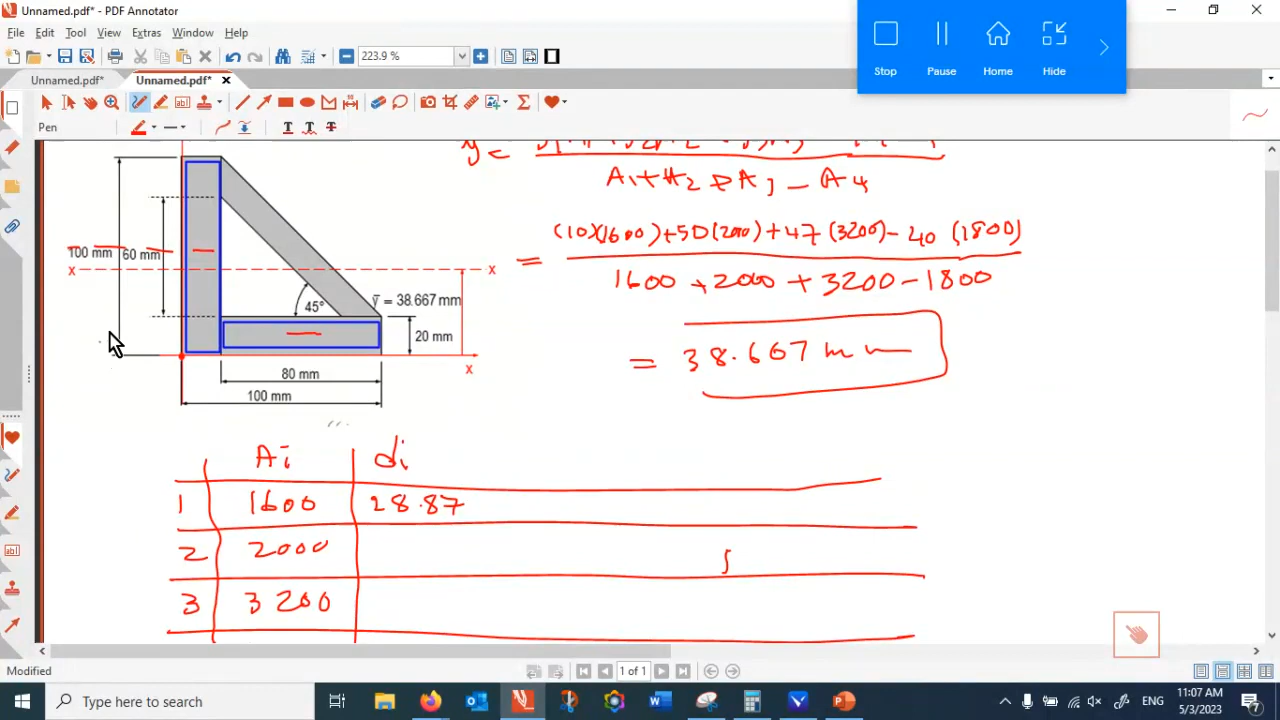 Unnamed.pdf* - PDF Annotator
File Edit Tool View Extras Window Help
223.9 %
Unnamed.pdf* Unnamed.pdf*
Pen
Stop Pause Home Hide
100 mm 60 mm
x x
45°
y̅ = 38.667 mm
20 mm
x
80 mm
100 mm
y =
A1 + A2 + A3 - A4
= (10)(1600)+50(2000)+47(3200)-40(1800)
1600 + 2000 + 3200 - 1800
= 38.667 mm
Ai di
1 1600 28.87
2 2000
3 3200
Modified 1 of 1
Type here to search ENG 11:07 AM
5/3/2023
7